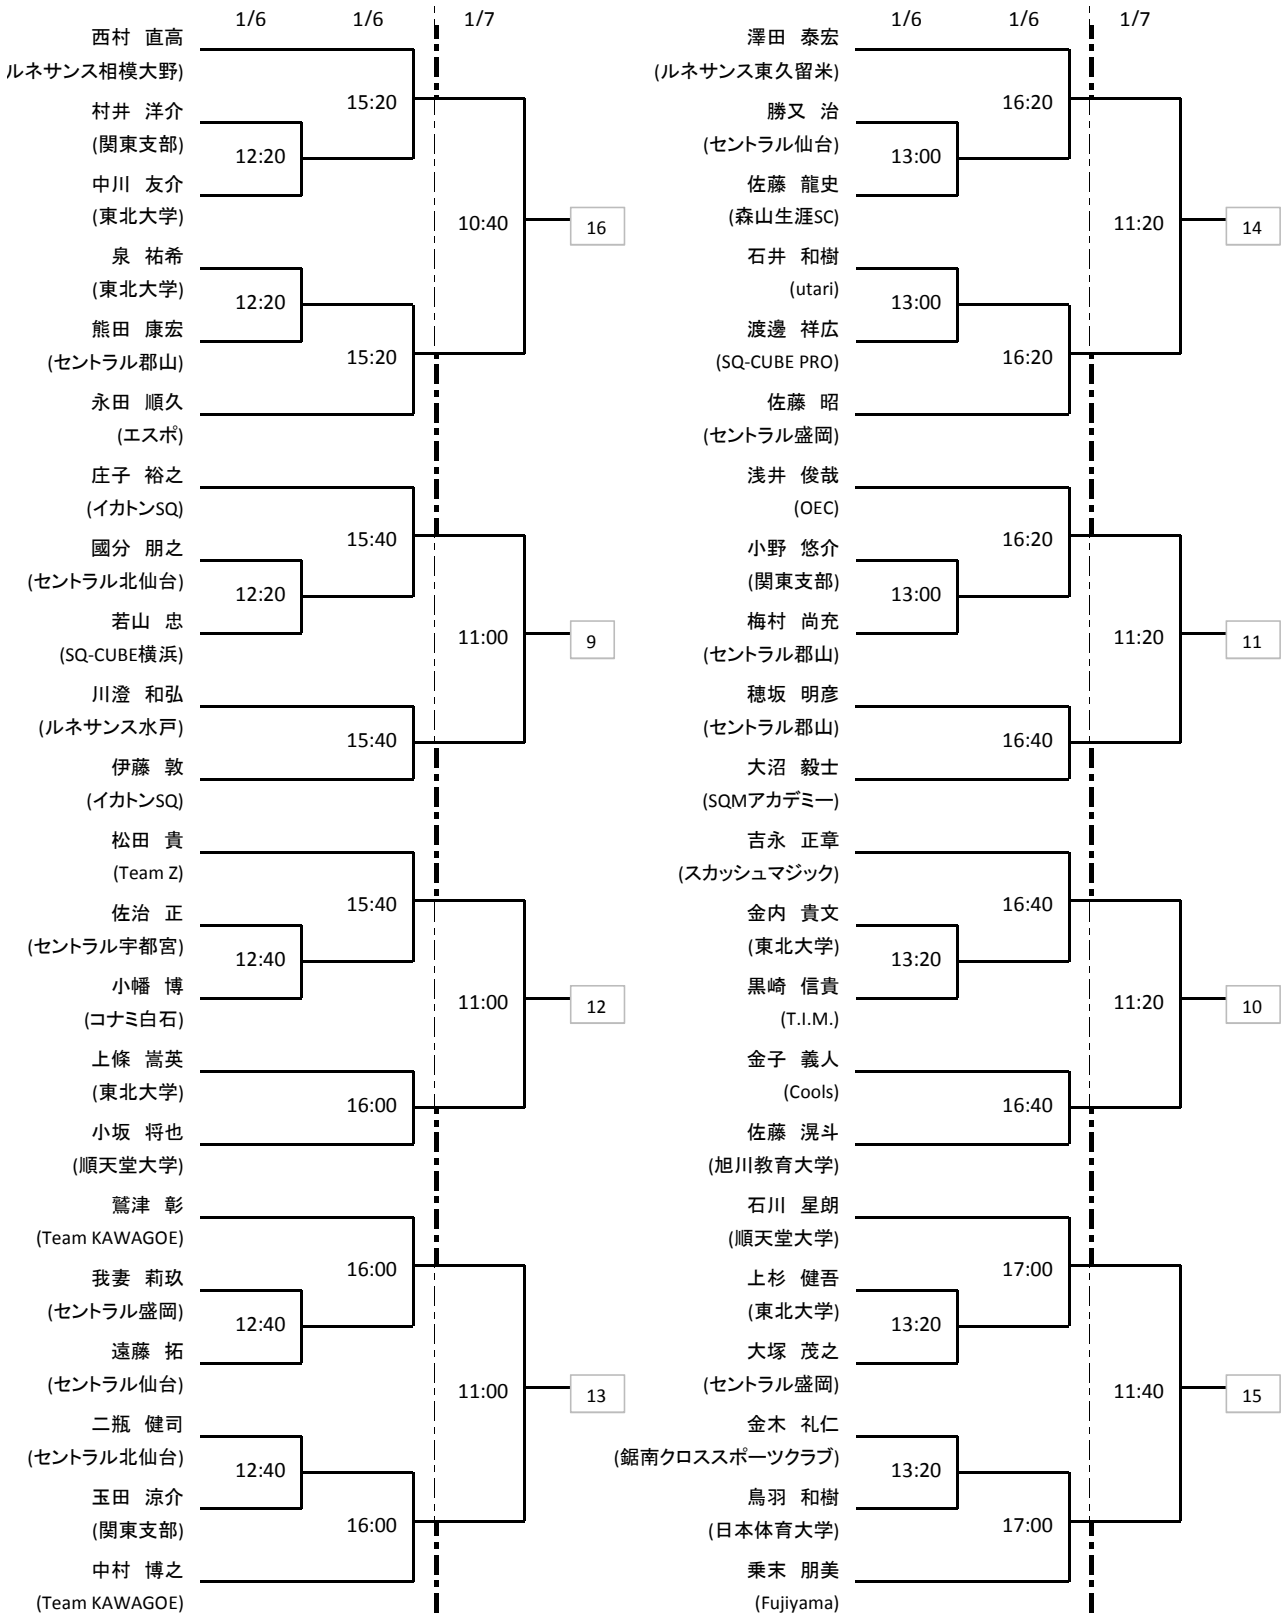 1/6 1/6 1/7
西村 直高
(ルネサンス相模大野)
15:20
村井 洋介
(関東支部)
12:20
中川 友介
(東北大学)
10:40
16
泉 祐希
(東北大学)
12:20
熊田 康宏
(セントラル郡山)
15:20
永田 順久
(エスポ)
庄子 裕之
(イカトンSQ)
15:40
國分 朋之
(セントラル北仙台)
12:20
若山 忠
(SQ-CUBE横浜)
11:00
9
川澄 和弘
(ルネサンス水戸)
15:40
伊藤 敦
(イカトンSQ)
松田 貴
(Team Z)
15:40
佐治 正
(セントラル宇都宮)
12:40
小幡 博
(コナミ白石)
11:00
12
上條 嵩英
(東北大学)
16:00
小坂 将也
(順天堂大学)
鷲津 彰
(Team KAWAGOE)
16:00
我妻 莉玖
(セントラル盛岡)
12:40
遠藤 拓
(セントラル仙台)
11:00
13
二瓶 健司
(セントラル北仙台)
12:40
玉田 涼介
(関東支部)
16:00
中村 博之
(Team KAWAGOE)
1/6 1/6 1/7
澤田 泰宏
(ルネサンス東久留米)
16:20
勝又 治
(セントラル仙台)
13:00
佐藤 龍史
(森山生涯SC)
11:20
14
石井 和樹
(utari)
13:00
渡邊 祥広
(SQ-CUBE PRO)
16:20
佐藤 昭
(セントラル盛岡)
浅井 俊哉
(OEC)
16:20
小野 悠介
(関東支部)
13:00
梅村 尚充
(セントラル郡山)
11:20
11
穂坂 明彦
(セントラル郡山)
16:40
大沼 毅士
(SQMアカデミー)
吉永 正章
(スカッシュマジック)
16:40
金内 貴文
(東北大学)
13:20
黒崎 信貴
(T.I.M.)
11:20
10
金子 義人
(Cools)
16:40
佐藤 滉斗
(旭川教育大学)
石川 星朗
(順天堂大学)
17:00
上杉 健吾
(東北大学)
13:20
大塚 茂之
(セントラル盛岡)
11:40
15
金木 礼仁
(鋸南クロススポーツクラブ)
13:20
鳥羽 和樹
(日本体育大学)
17:00
乗末 朋美
(Fujiyama)